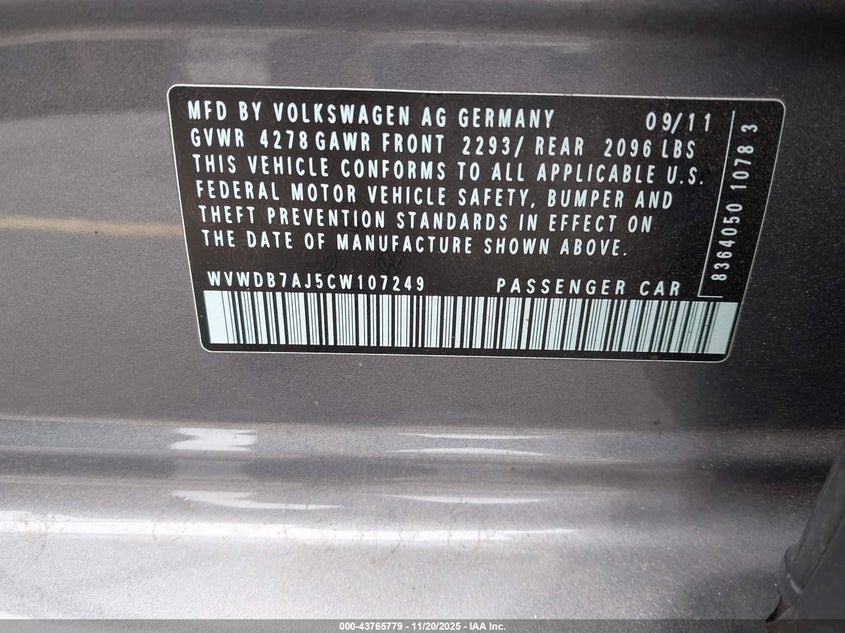 MFD BY VOLKSWAGEN AG GERMANY 09/11
GVWR 4278 GAWR FRONT 2293/ REAR 2096 LBS
THIS VEHICLE CONFORMS TO ALL APPLICABLE U.S.
FEDERAL MOTOR VEHICLE SAFETY, BUMPER AND
THEFT PREVENTION STANDARDS IN EFFECT ON
THE DATE OF MANUFACTURE SHOWN ABOVE.
WVWDB7AJ5CW107249 PASSENGER CAR
8364050 1078 3
000-43765779 - 11/20/2025 - IAA Inc.